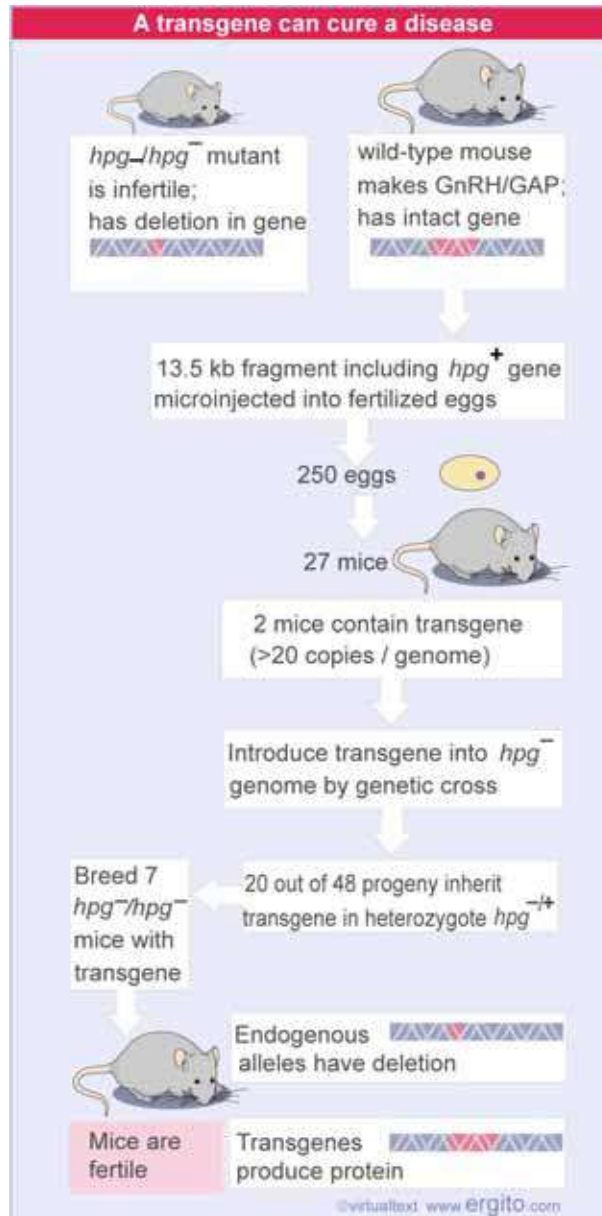 A transgene can cure a disease
hpg–/hpg– mutant
is infertile;
has deletion in gene
wild-type mouse
makes GnRH/GAP;
has intact gene
13.5 kb fragment including hpg+ gene
microinjected into fertilized eggs
250 eggs
27 mice
2 mice contain transgene
(>20 copies / genome)
Introduce transgene into hpg–
genome by genetic cross
20 out of 48 progeny inherit
transgene in heterozygote hpg–/+
Breed 7
hpg–/hpg–
mice with
transgene
Endogenous
alleles have deletion
Mice are
fertile
Transgenes
produce protein
©virtualtext www.ergito.com